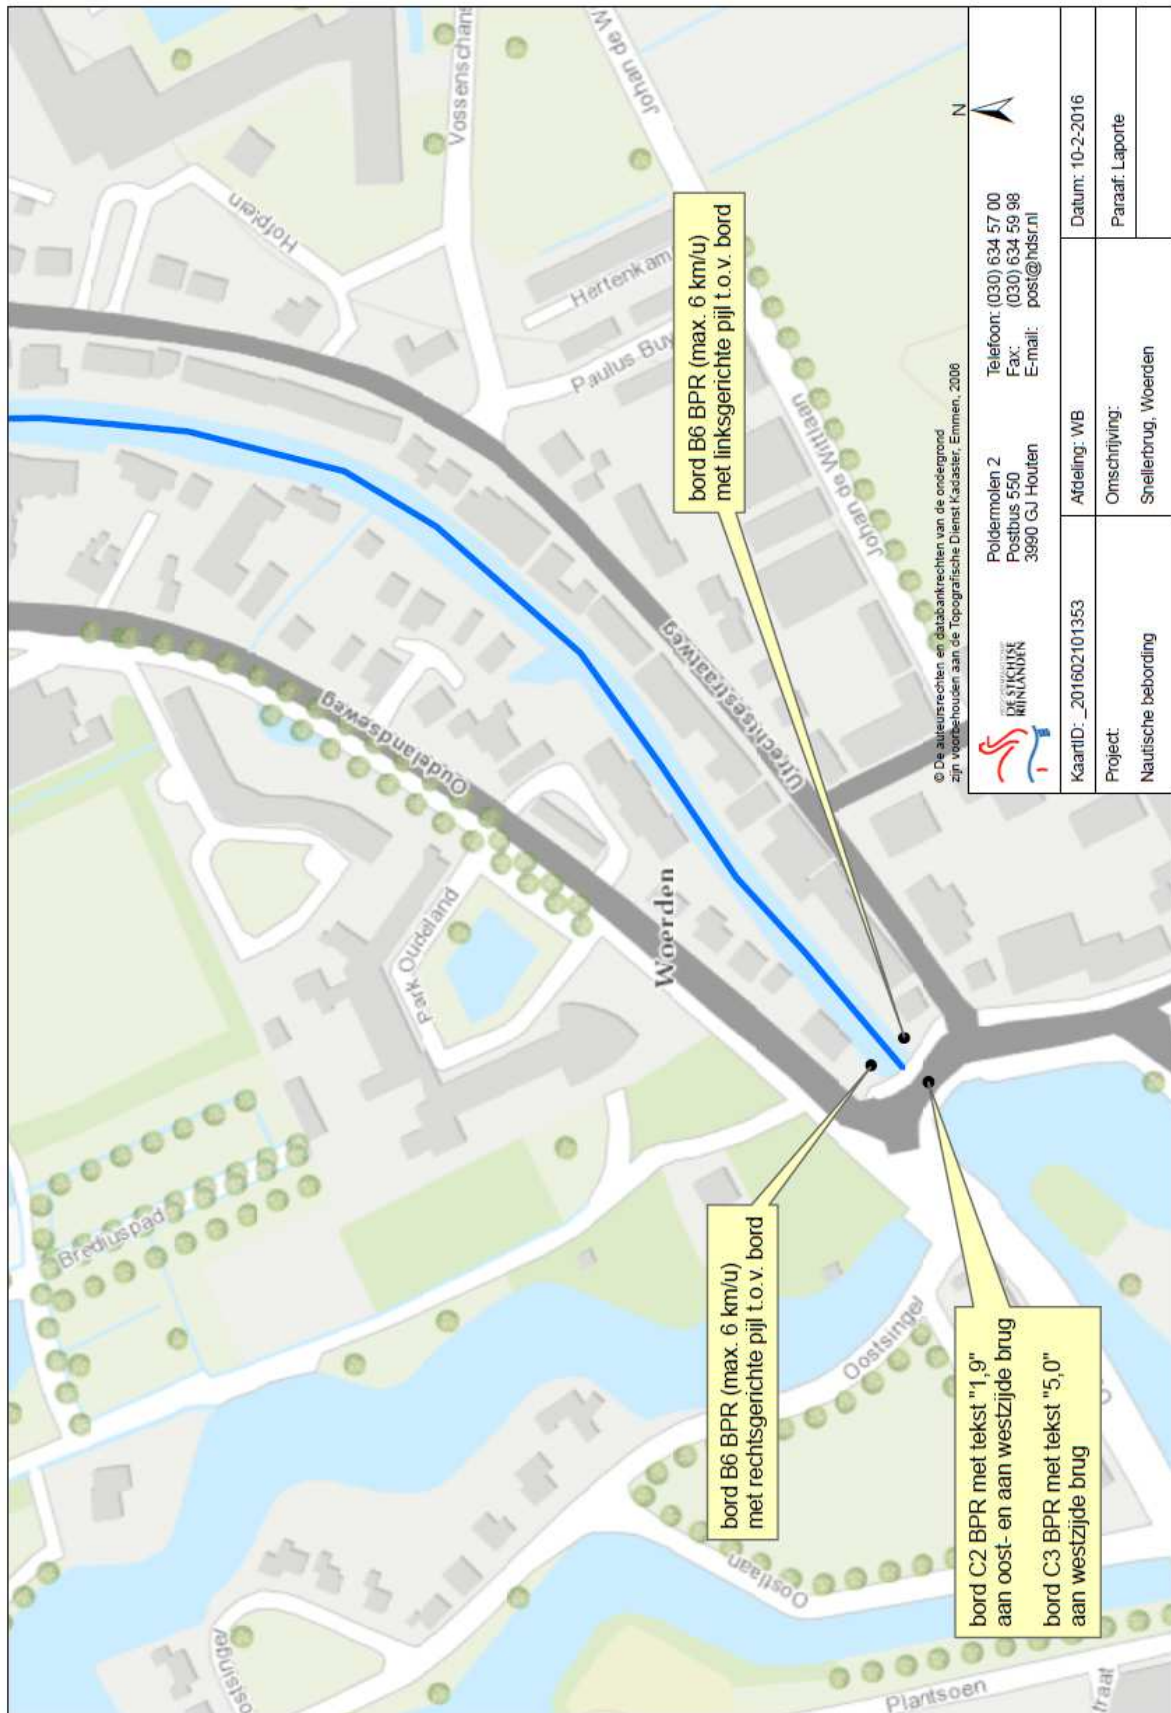 Vossenschans
Johan de W
Hofplein
Hertenkam
Paulus Buy
Johan de Wittlaan
Oudelandseweg
Utrechtsestraatweg
Park Oudeland
Woerden
Brediuspad
Oostsingel
Oostlaan
ostsingel
Plantsoen
traat
bord B6 BPR (max. 6 km/u)
met linksgerichte pijl t.o.v. bord
bord B6 BPR (max. 6 km/u)
met rechtsgerichte pijl t.o.v. bord
bord C2 BPR met tekst "1,9"
aan oost- en aan westzijde brug
bord C3 BPR met tekst "5,0"
aan westzijde brug
© De auteursrechten en databankrechten van de ondergrond
zijn voorbehouden aan de Topografische Dienst Kadaster, Emmen, 2006
N
DE STICHTSE
RIJNLANDEN
Poldermolen 2
Postbus 550
3990 GJ Houten
Telefoon: (030) 634 57 00
Fax: (030) 634 59 98
E-mail: post@hdsr.nl
KaartID: _201602101353
Afdeling: WB
Datum: 10-2-2016
Project:
Nautische bebording
Omschrijving:
Snellerbrug, Woerden
Paraaf: Laporte